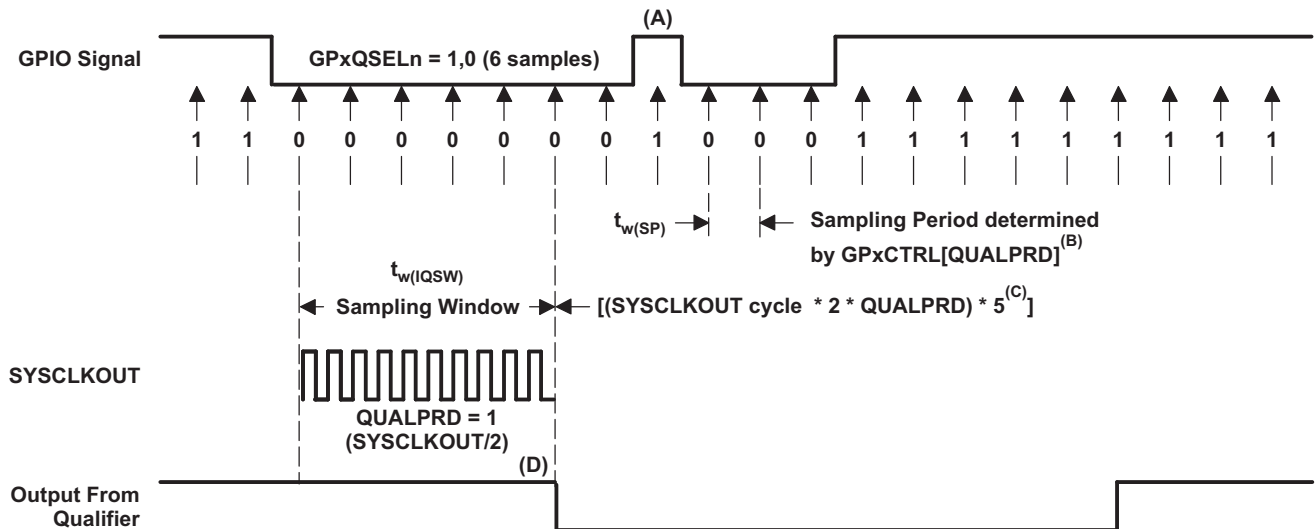 (A)
GPIO Signal
GPxQSELn = 1,0 (6 samples)
1 1 0 0 0 0 0 0 0 1 0 0 0 1 1 1 1 1 1 1 1 1
tw(SP)
Sampling Period determined
by GPxCTRL[QUALPRD](B)
tw(IQSW)
Sampling Window
[(SYSCLKOUT cycle * 2 * QUALPRD) * 5(C)]
SYSCLKOUT
QUALPRD = 1
(SYSCLKOUT/2)
(D)
Output From
Qualifier